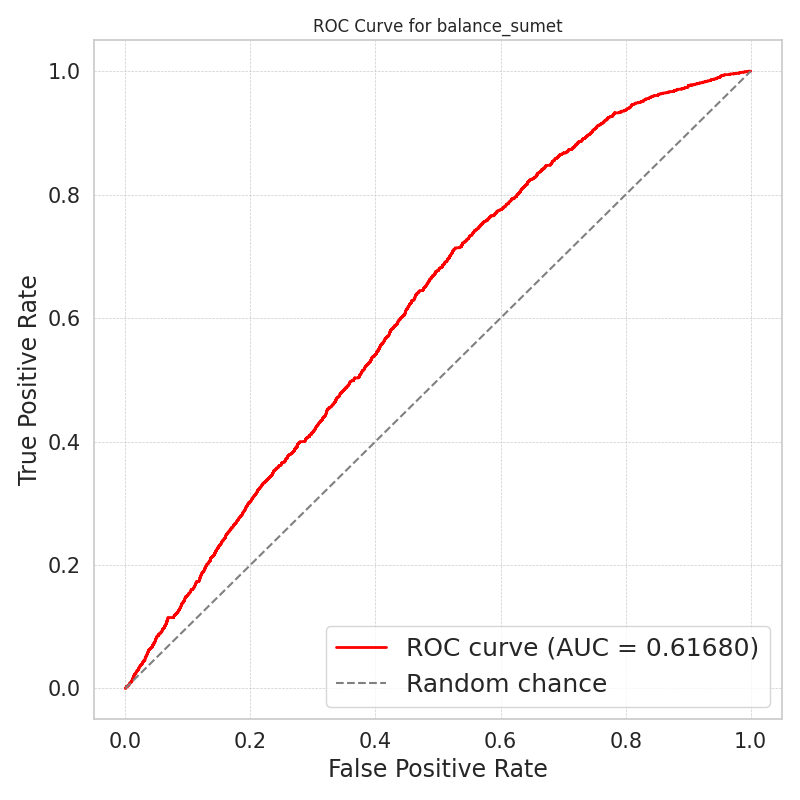 ROC Curve for balance_sumet
1.0
0.8
0.6
0.4
0.2
0.0
True Positive Rate
ROC curve (AUC = 0.61680)
Random chance
0.0 0.2 0.4 0.6 0.8 1.0
False Positive Rate